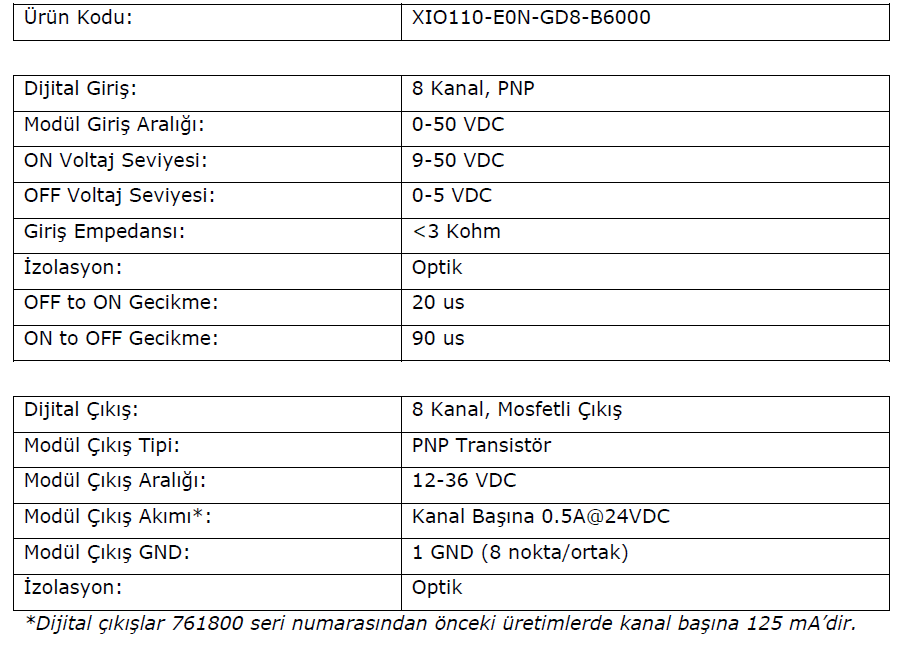 Ürün Kodu: XIO110-E0N-GD8-B6000
Dijital Giriş: 8 Kanal, PNP
Modül Giriş Aralığı: 0-50 VDC
ON Voltaj Seviyesi: 9-50 VDC
OFF Voltaj Seviyesi: 0-5 VDC
Giriş Empedansı: <3 Kohm
İzolasyon: Optik
OFF to ON Gecikme: 20 us
ON to OFF Gecikme: 90 us
Dijital Çıkış: 8 Kanal, Mosfetli Çıkış
Modül Çıkış Tipi: PNP Transistör
Modül Çıkış Aralığı: 12-36 VDC
Modül Çıkış Akımı*: Kanal Başına 0.5A@24VDC
Modül Çıkış GND: 1 GND (8 nokta/ortak)
İzolasyon: Optik
*Dijital çıkışlar 761800 seri numarasından önceki üretimlerde kanal başına 125 mA’dir.